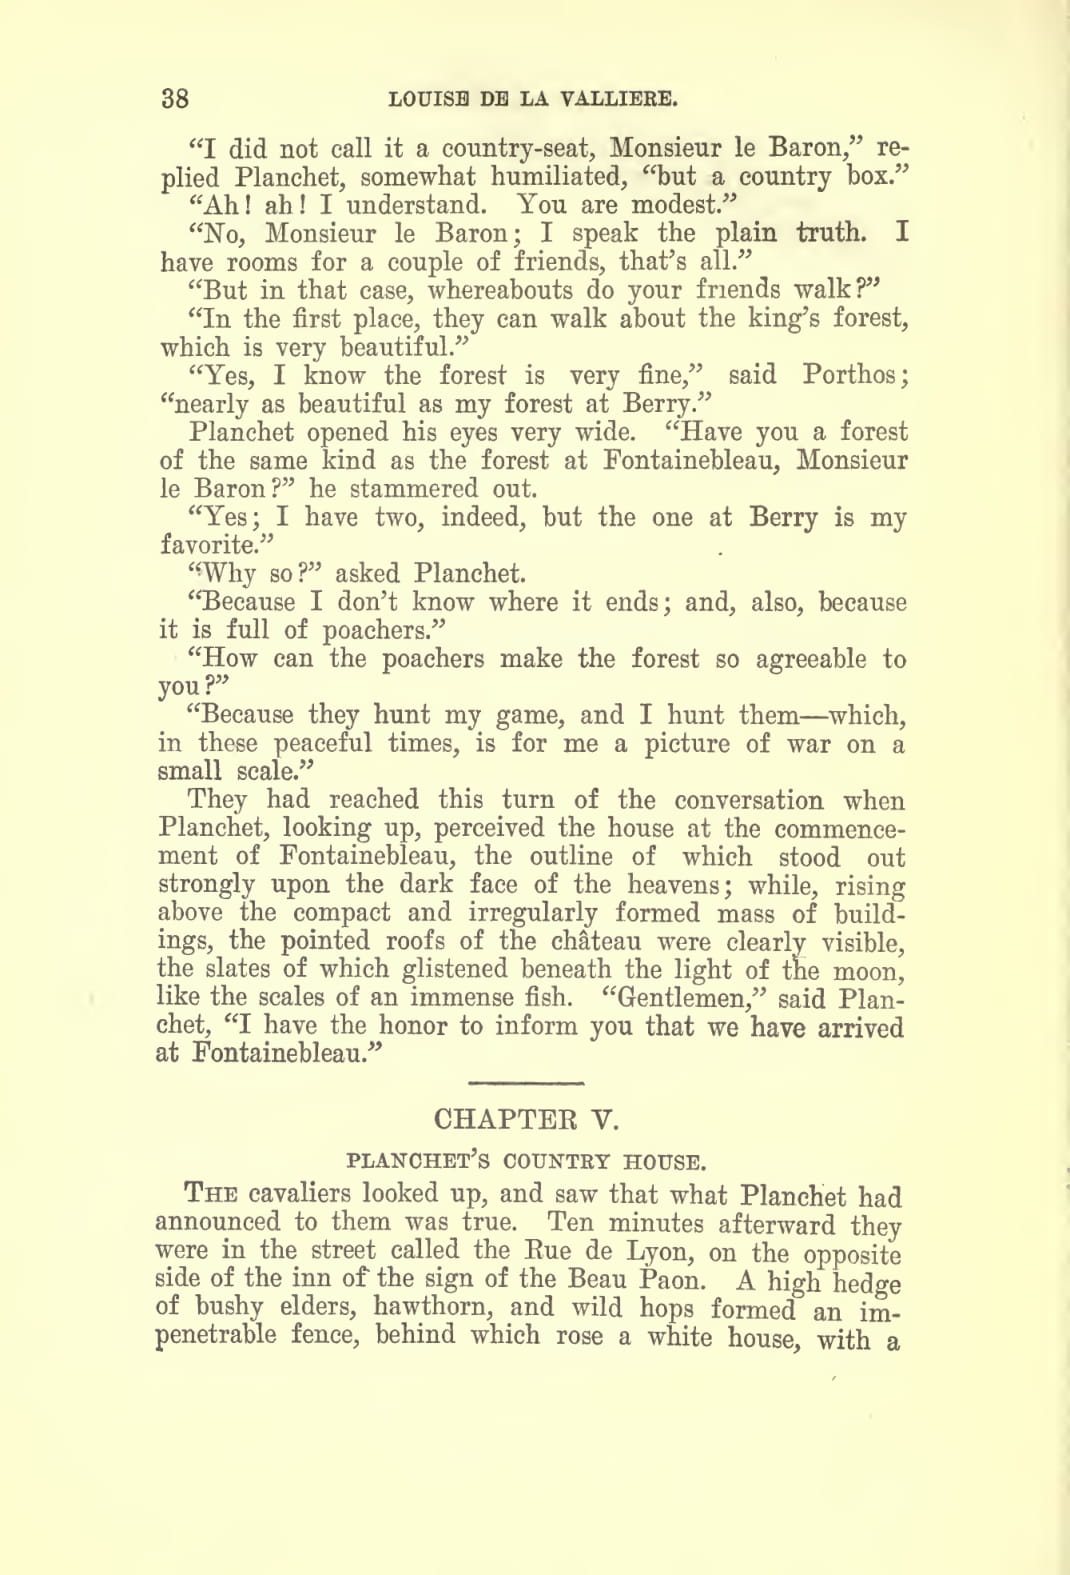 38 LOUISE DE LA VALLIERE.
“I did not call it a country-seat, Monsieur le Baron,” re-
plied Planchet, somewhat humiliated, “but a country box.”
“Ah! ah! I understand. You are modest.”
“No, Monsieur le Baron; I speak the plain truth. I
have rooms for a couple of friends, that’s all.”
“But in that case, whereabouts do your friends walk?”
“In the first place, they can walk about the king’s forest,
which is very beautiful.”
“Yes, I know the forest is very fine,” said Porthos;
“nearly as beautiful as my forest at Berry.”
Planchet opened his eyes very wide. “Have you a forest
of the same kind as the forest at Fontainebleau, Monsieur
le Baron?” he stammered out.
“Yes; I have two, indeed, but the one at Berry is my
favorite.”
“Why so?” asked Planchet.
“Because I don’t know where it ends; and, also, because
it is full of poachers.”
“How can the poachers make the forest so agreeable to
you?”
“Because they hunt my game, and I hunt them—which,
in these peaceful times, is for me a picture of war on a
small scale.”
They had reached this turn of the conversation when
Planchet, looking up, perceived the house at the commence-
ment of Fontainebleau, the outline of which stood out
strongly upon the dark face of the heavens; while, rising
above the compact and irregularly formed mass of build-
ings, the pointed roofs of the château were clearly visible,
the slates of which glistened beneath the light of the moon,
like the scales of an immense fish. “Gentlemen,” said Plan-
chet, “I have the honor to inform you that we have arrived
at Fontainebleau.”
CHAPTER V.
PLANCHET’S COUNTRY HOUSE.
THE cavaliers looked up, and saw that what Planchet had
announced to them was true. Ten minutes afterward they
were in the street called the Rue de Lyon, on the opposite
side of the inn of the sign of the Beau Paon. A high hedge
of bushy elders, hawthorn, and wild hops formed an im-
penetrable fence, behind which rose a white house, with a